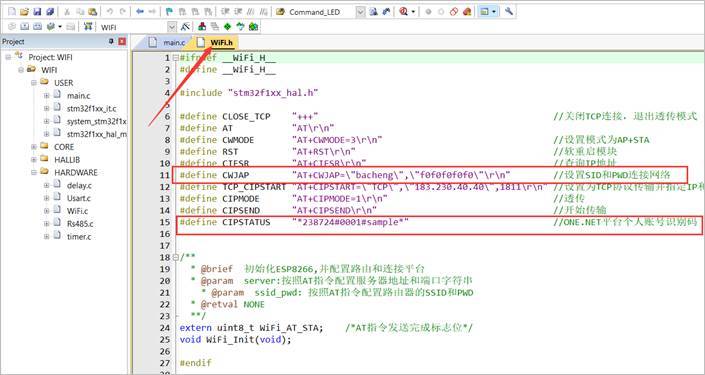 Command_LED
WIFI
Project
main.c
WiFi.h
Project: WIFI
WIFI
USER
main.c
stm32f1xx_it.c
system_stm32f1
stm32f1xx_hal_m
CORE
HALLIB
HARDWARE
delay.c
Usart.c
WiFi.c
Rs485.c
timer.c
1 #ifndef __WiFi_H__
2 #define __WiFi_H__
3
4 #include "stm32f1xx_hal.h"
5
6 #define CLOSE_TCP "+++" //关闭TCP连接，退出透传模式
7 #define AT "AT\r\n"
8 #define CWMODE "AT+CWMODE=3\r\n" //设置模式为AP+STA
9 #define RST "AT+RST\r\n" //软重启模块
10 #define CIFSR "AT+CIFSR\r\n" //查询IP地址
11 #define CWJAP "AT+CWJAP=\"bacheng\",\"f0f0f0f0f0\"\r\n" //设置SID和PWD连接网络
12 #define TCP_CIPSTART "AT+CIPSTART=\"TCP\",\"183.230.40.40\",1811\r\n" //设置为TCP协议传输并指定IP和
13 #define CIPMODE "AT+CIPMODE=1\r\n" //透传
14 #define CIPSEND "AT+CIPSEND\r\n" //开始传输
15 #define CIPSTATUS "*238724#0001#sample*" //ONE.NET平台个人账号识别码
16
17
18 /**
19 * @brief 初始化ESP8266,并配置路由和连接平台
20 * @param server:按照AT指令配置服务器地址和端口字符串
21 * @param ssid_pwd: 按照AT指令配置路由器的SSID和PWD
22 * @retval NONE
23 **/
24 extern uint8_t WiFi_AT_STA; /*AT指令发送完成标志位*/
25 void WiFi_Init(void);
26
27 #endif